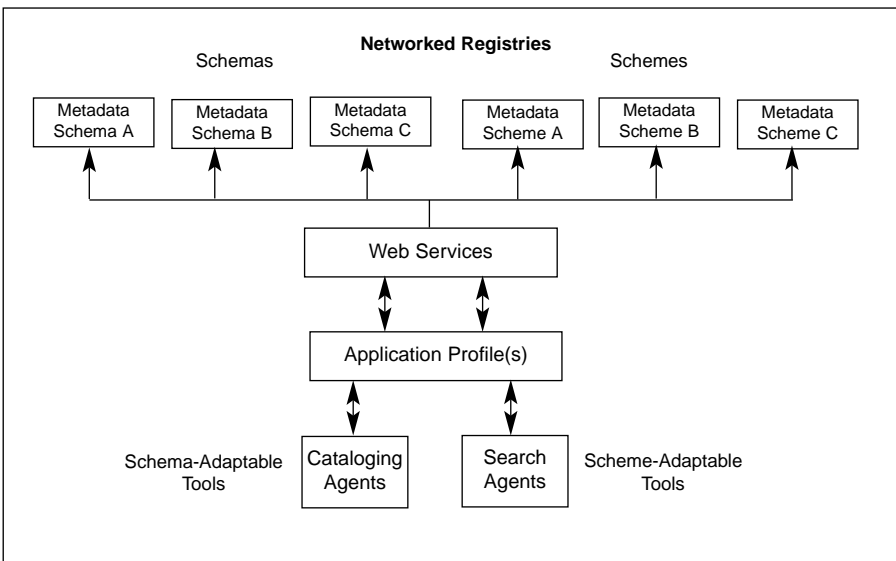 Networked Registries
Schemas
Schemes
Metadata
Schema A
Metadata
Schema B
Metadata
Schema C
Metadata
Scheme A
Metadata
Scheme B
Metadata
Scheme C
Web Services
Application Profile(s)
Schema-Adaptable
Tools
Cataloging
Agents
Search
Agents
Scheme-Adaptable
Tools